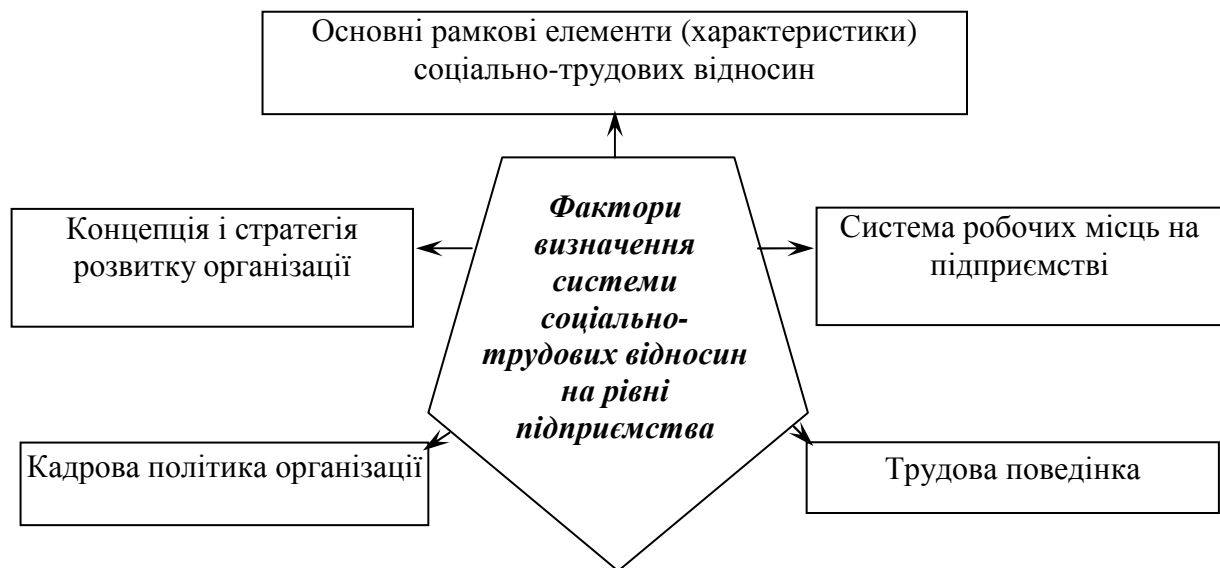 Основні рамкові елементи (характеристики)
соціально-трудових відносин
Концепція і стратегія
розвитку організації
Фактори
визначення
системи
соціально-
трудових відносин
на рівні
підприємства
Система робочих місць на
підприємстві
Кадрова політика організації
Трудова поведінка